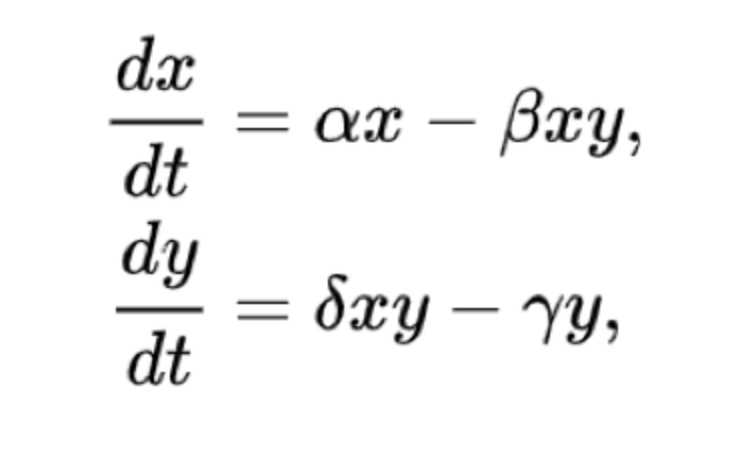 dx/dt = αx − βxy,
dy/dt = δxy − γy,